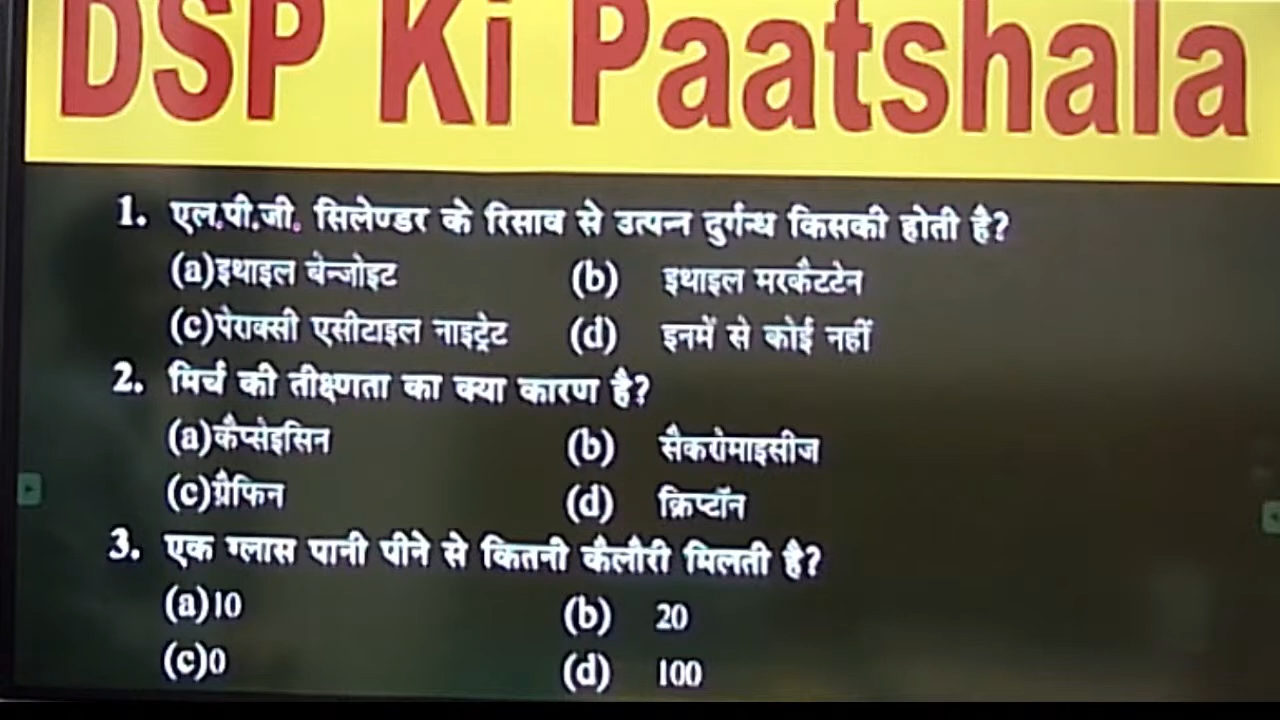 DSP Ki Paatshala
1. एल.पी.जी. सिलेण्डर के रिसाव से उत्पन्न दुर्गन्ध किसकी होती है?
(a)इथाइल बेन्जोइट (b) इथाइल मरकैटटेन
(c)पेराक्सी एसीटाइल नाइट्रेट (d) इनमें से कोई नहीं
2. मिर्च की तीक्ष्णता का क्या कारण है?
(a)कैप्सेइसिन (b) सैकरोमाइसीज
(c)ग्रैफिन (d) क्रिप्टॉन
3. एक ग्लास पानी पीने से कितनी कैलौरी मिलती है?
(a)10 (b) 20
(c)0 (d) 100